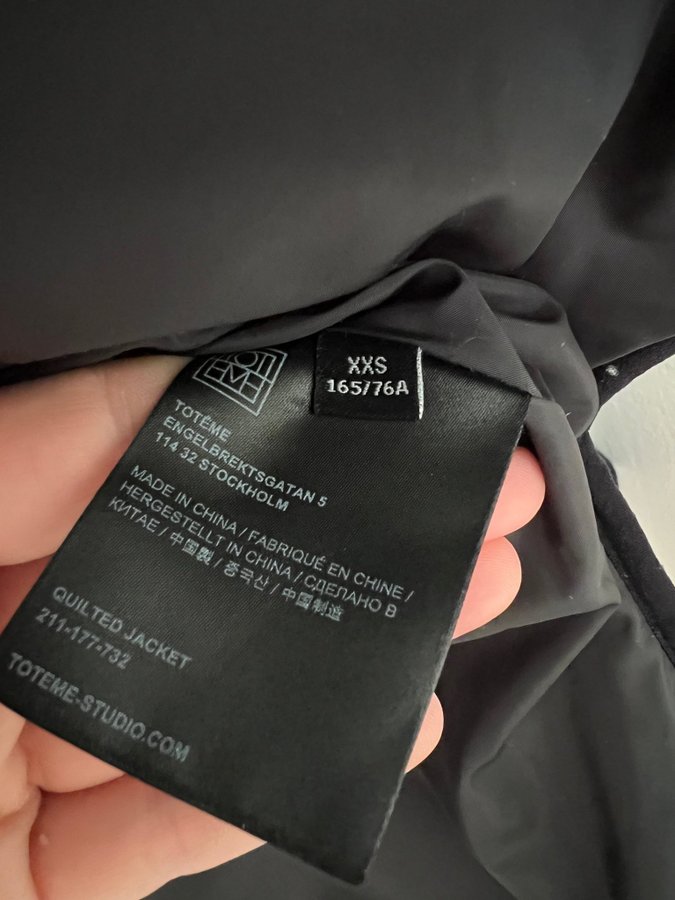 TOTEME
XXS
165/76A
TOTÊME
ENGELBREKTSGATAN 5
114 32 STOCKHOLM
MADE IN CHINA / FABRIQUÉ EN CHINE /
HERGESTELLT IN CHINA / СДЕЛАНО В
КИТАЕ / 中国製 / 중국산 / 中国制造
QUILTED JACKET
211-177-732
TOTEME-STUDIO.COM